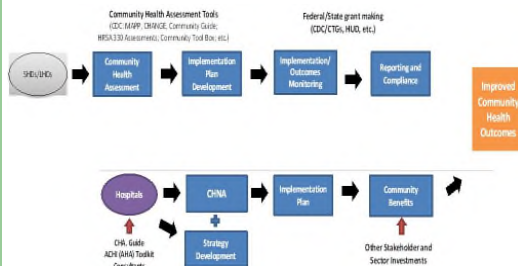 Community Health Assessment Tools
(CDC: MAPP, CHANGE, Community Guide;
HRSA 330 Assessments; Community Tool Box; etc.)
Federal/State grant making
(CDC/CTGs, HUD, etc.)
SHDs/LHDs
Community
Health
Assessment
Implementation
Plan
Development
Implementation/
Outcomes
Monitoring
Reporting and
Compliance
Improved
Community
Health
Outcomes
Hospitals
CHNA
Implementation
Plan
Community
Benefits
Strategy
Development
CHA. Guide
ACHI (AHA) Toolkit
Consultants
Other Stakeholder and
Sector Investments